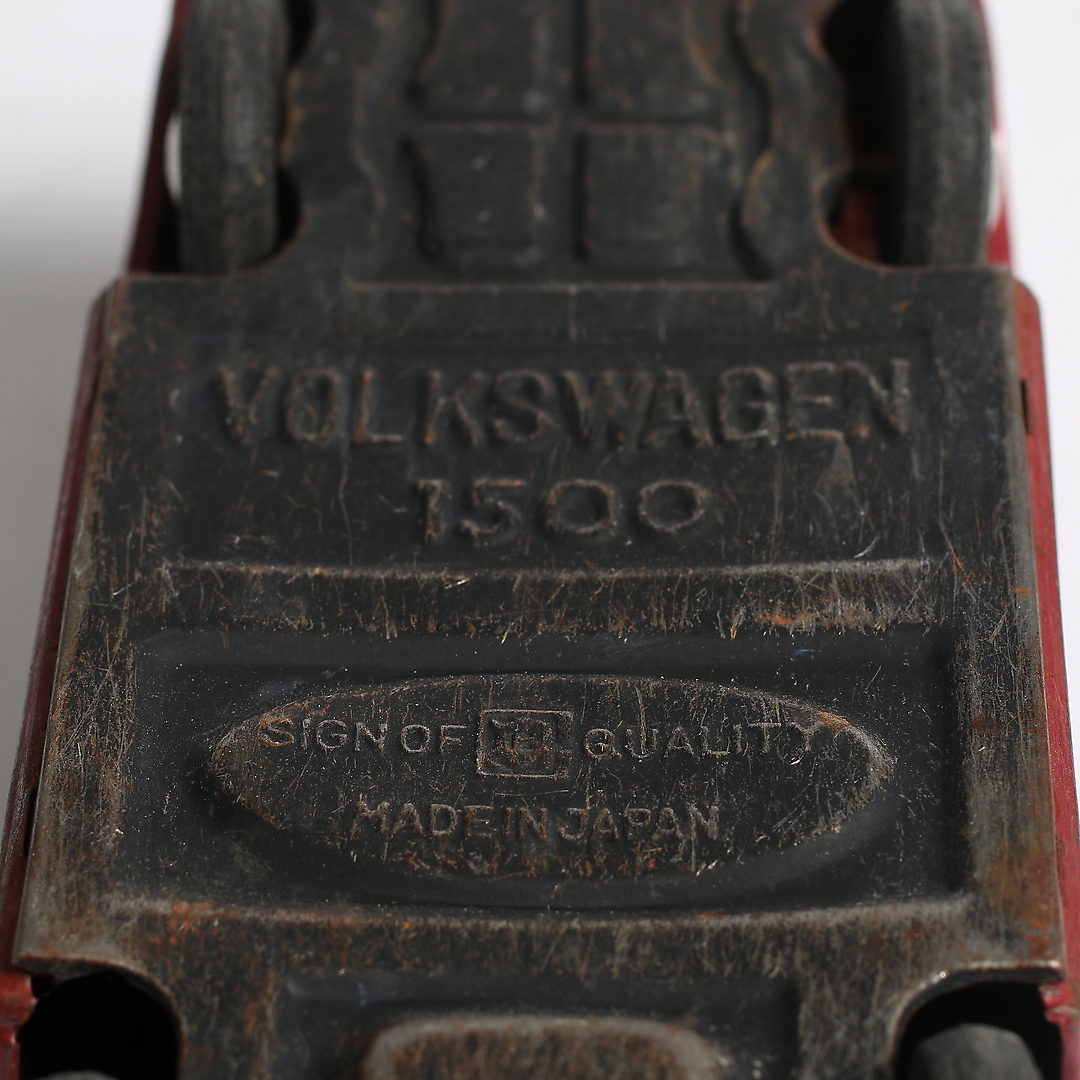 VOLKSWAGEN
1500
SIGN OF QUALITY
MADE IN JAPAN